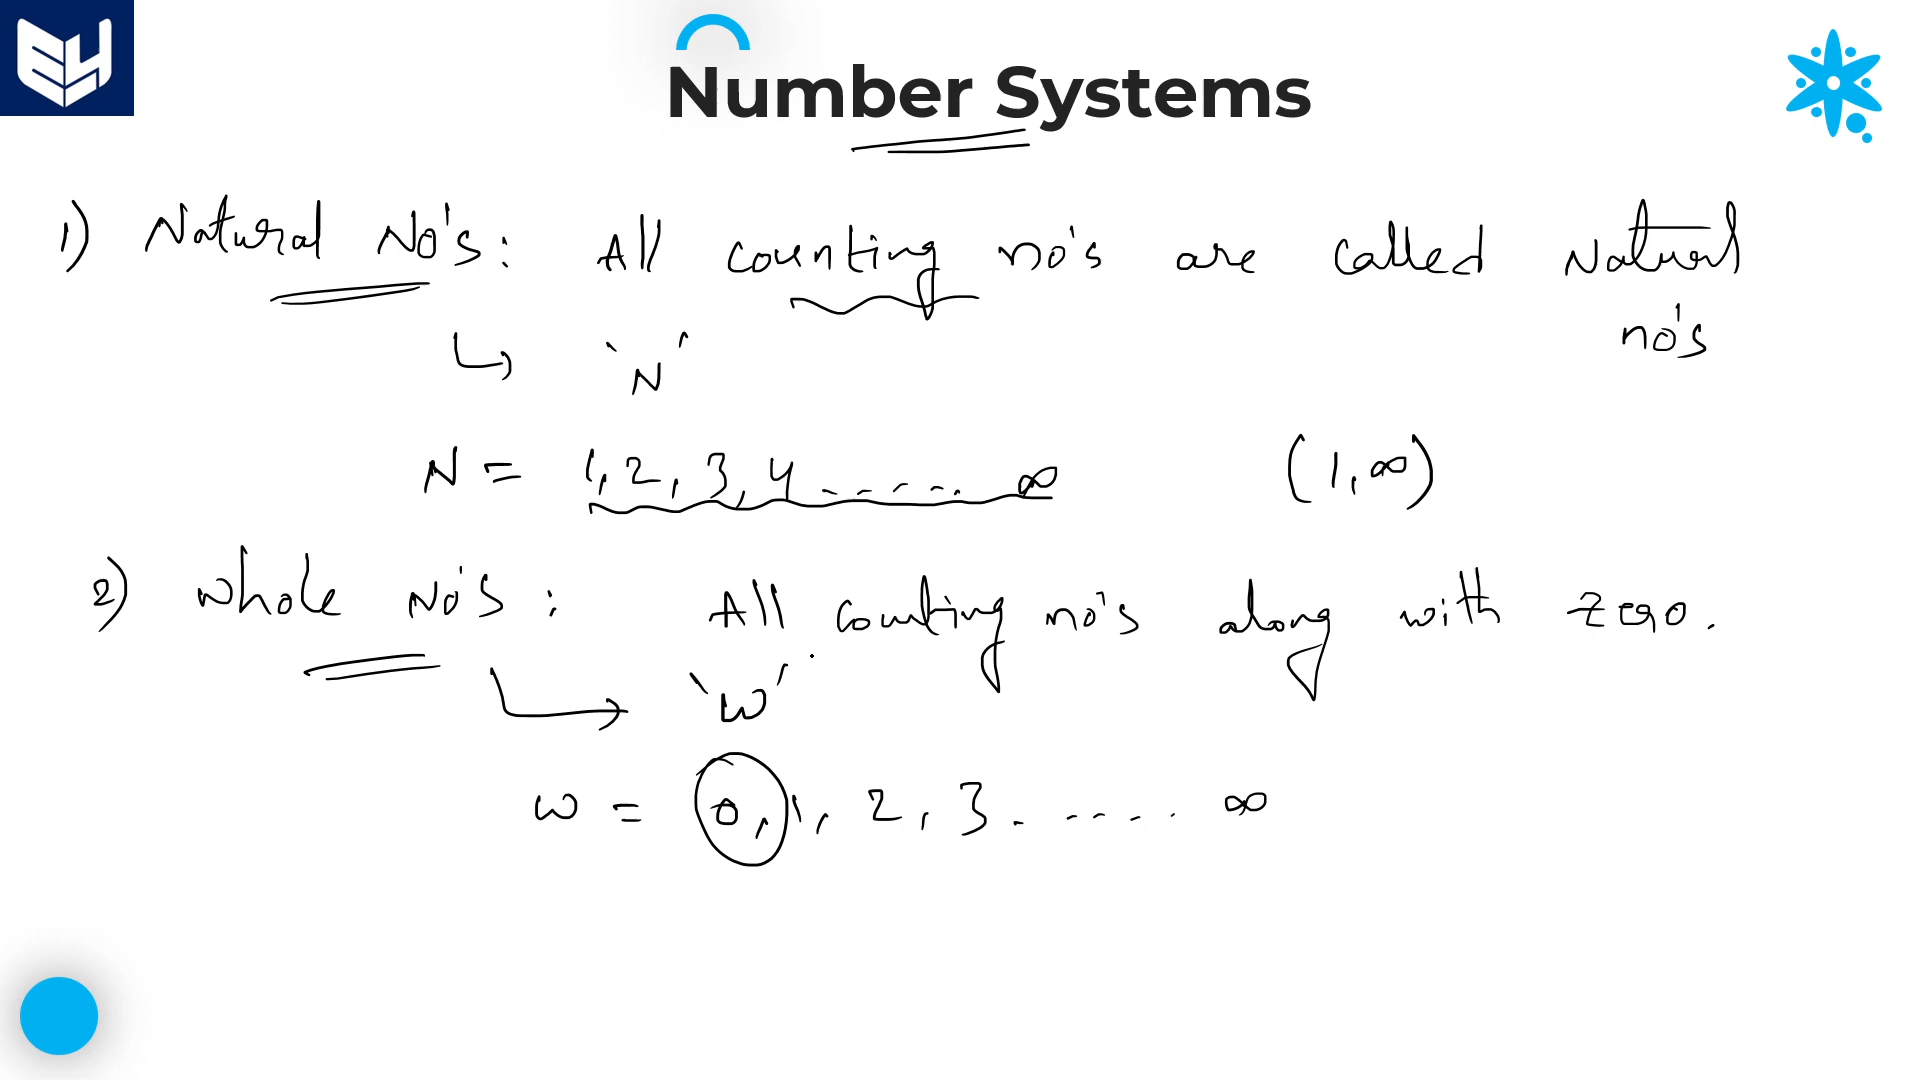 EY
Number Systems
1) Natural No's: All counting no's are called Natural
no's
'N'
N = 1, 2, 3, 4 ...... ∞ (1, ∞)
2) Whole No's: All counting no's along with zero.
'W'
W = 0, 1, 2, 3 ...... ∞